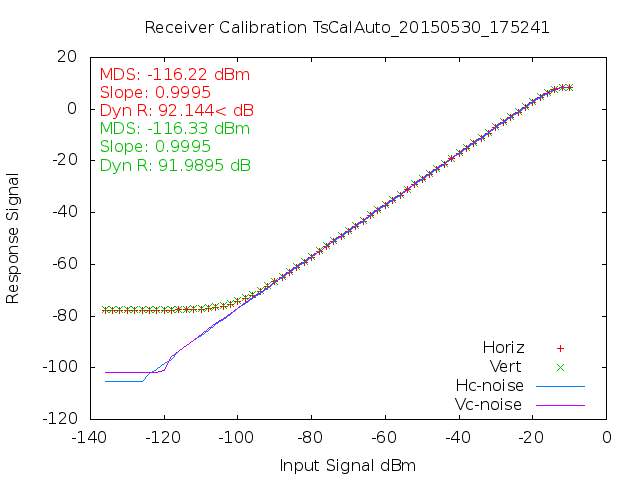 Receiver Calibration TsCalAuto_20150530_175241
20
0
-20
-40
-60
-80
-100
-120
Response Signal
MDS: -116.22 dBm
Slope: 0.9995
Dyn R: 92.144< dB
MDS: -116.33 dBm
Slope: 0.9995
Dyn R: 91.9895 dB
Horiz
Vert
Hc-noise
Vc-noise
-140 -120 -100 -80 -60 -40 -20 0
Input Signal dBm